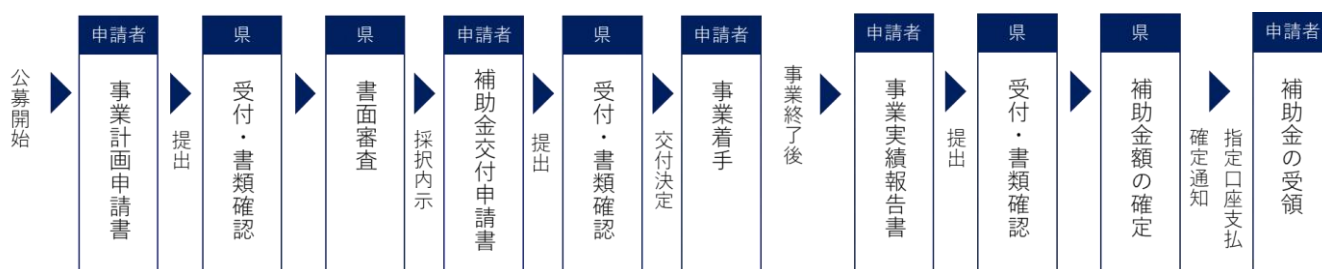 公募開始
申請者
事業計画申請書
提出
県
受付・書類確認
県
書面審査
採択内示
申請者
補助金交付申請書
提出
県
受付・書類確認
交付決定
申請者
事業着手
事業終了後
申請者
事業実績報告書
提出
県
受付・書類確認
県
補助金額の確定
確定通知
指定口座支払
申請者
補助金の受領